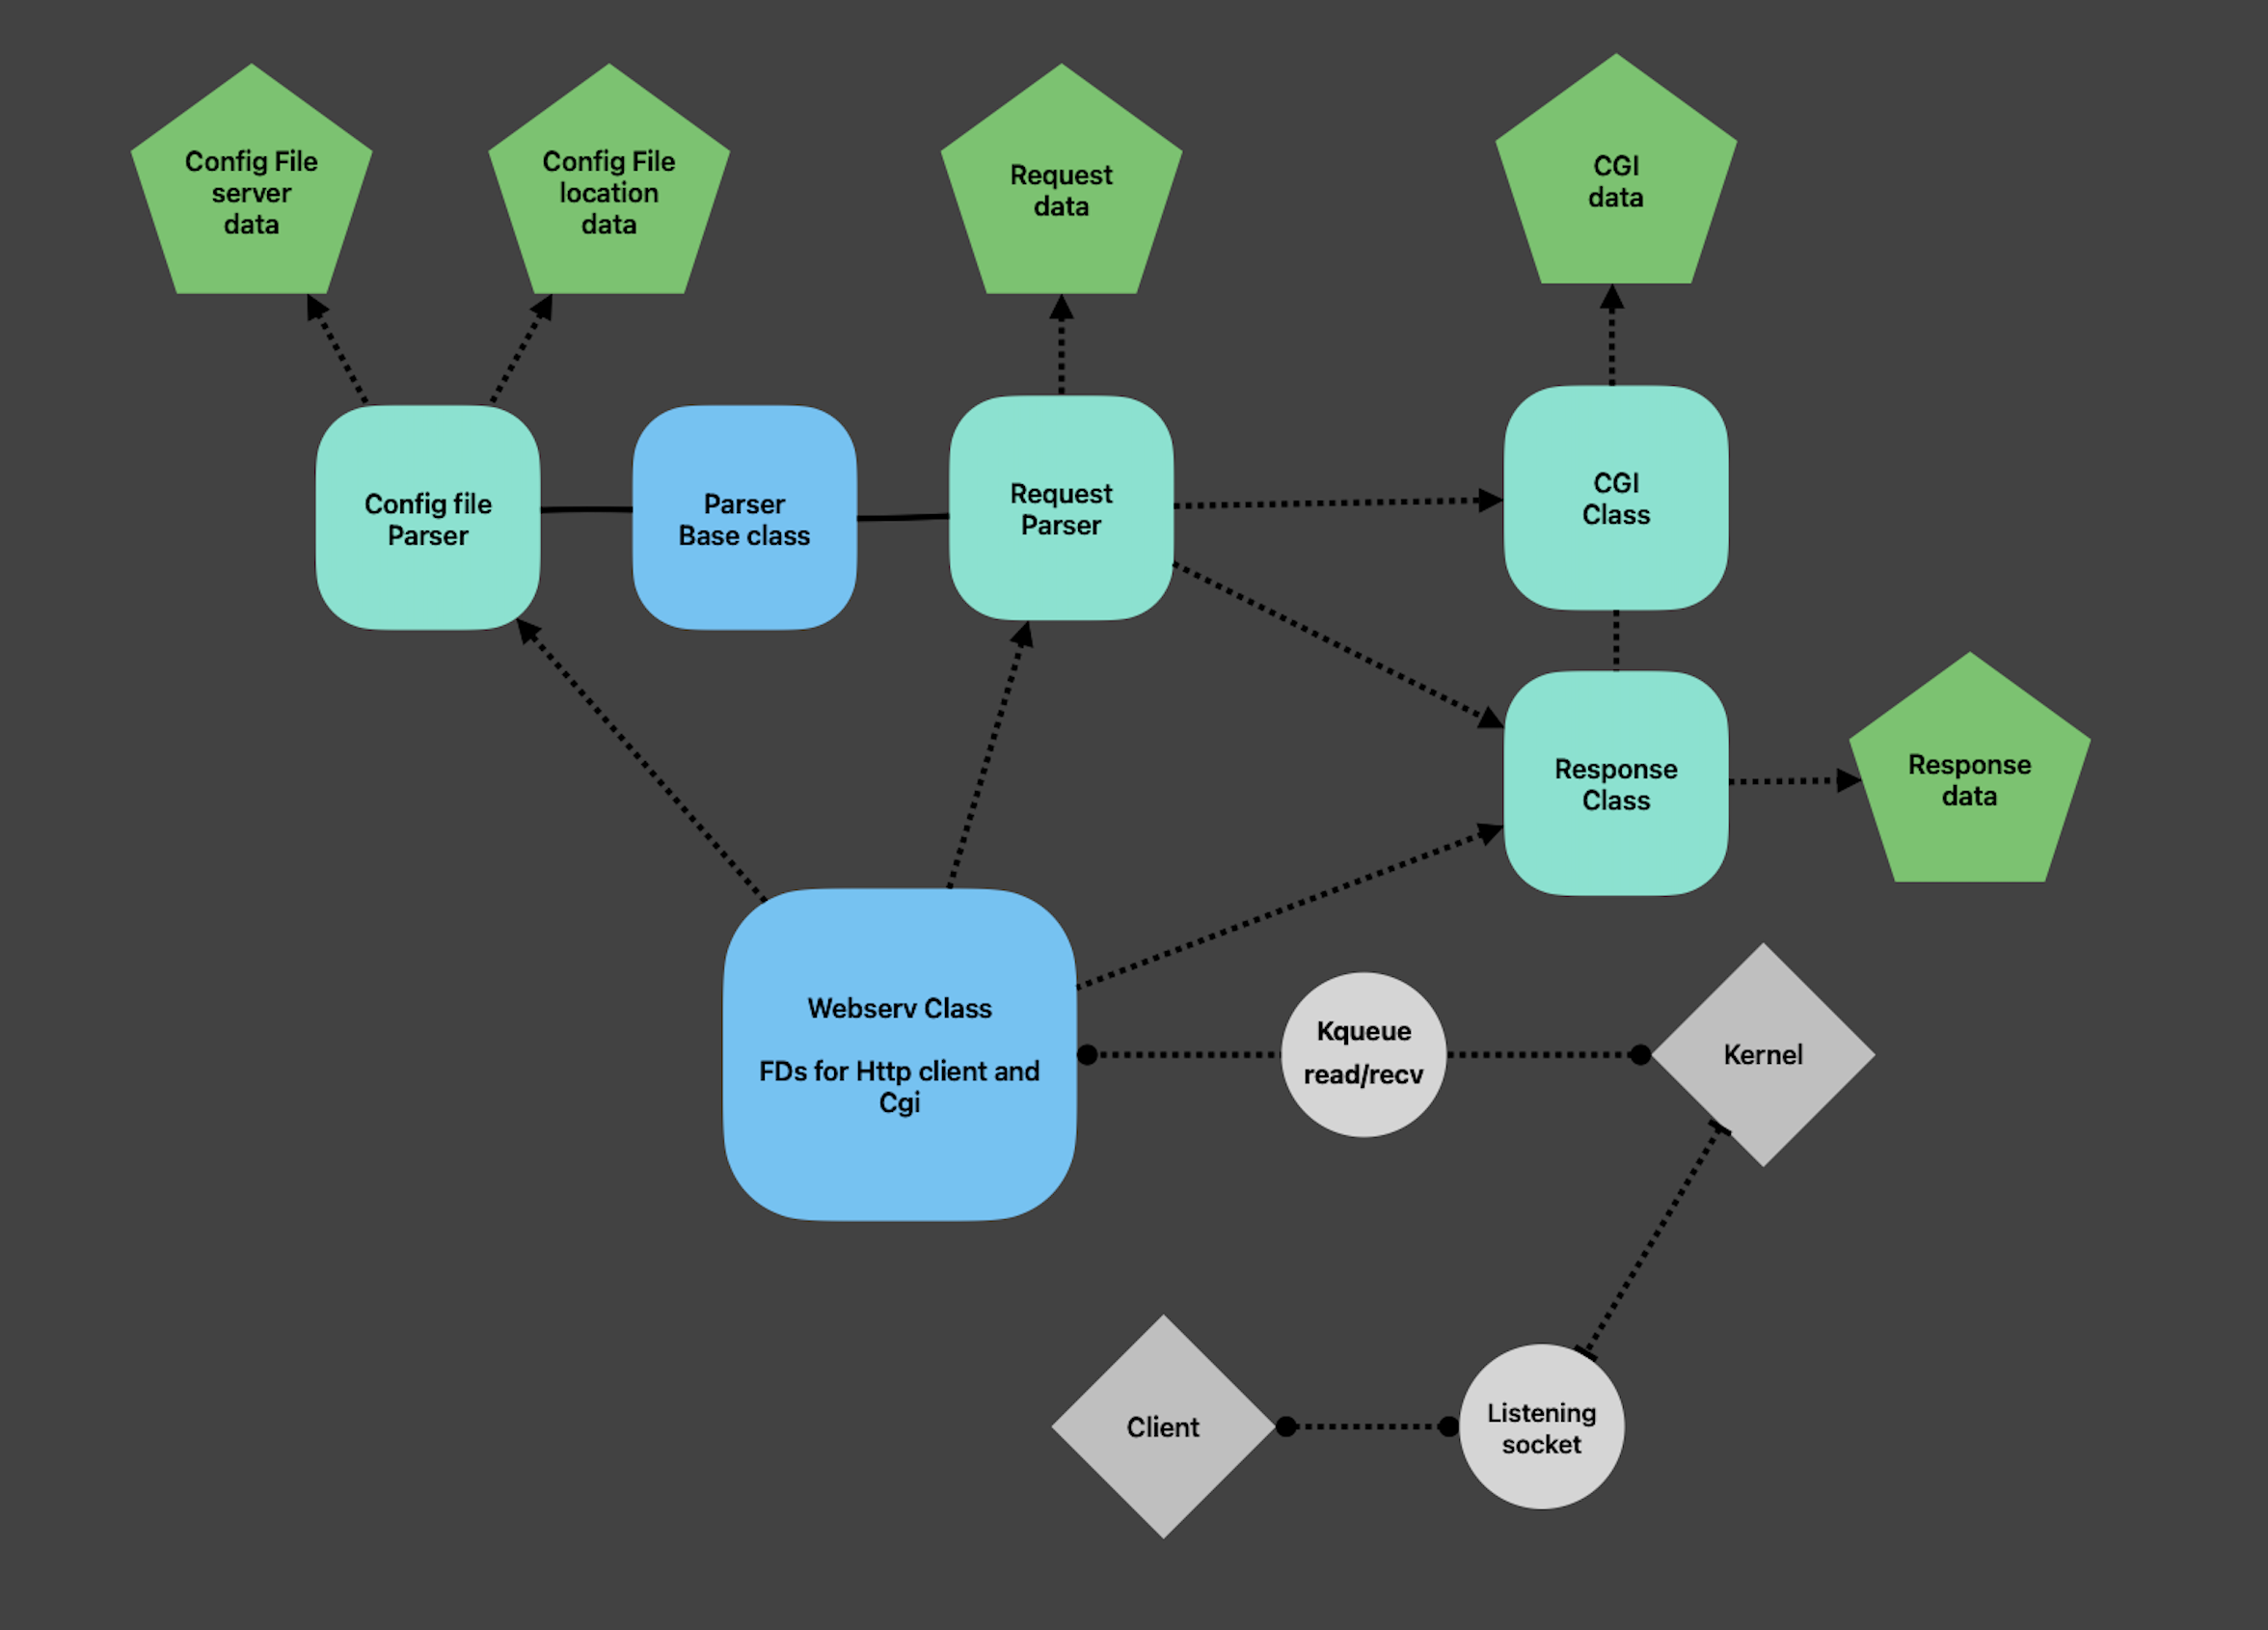 Config File
server
data
Config File
location
data
Request
data
CGI
data
Config file
Parser
Parser
Base class
Request
Parser
CGI
Class
Response
Class
Response
data
Webserv Class
FDs for Http client and
Cgi
Kqueue
read/recv
Kernel
Client
Listening
socket